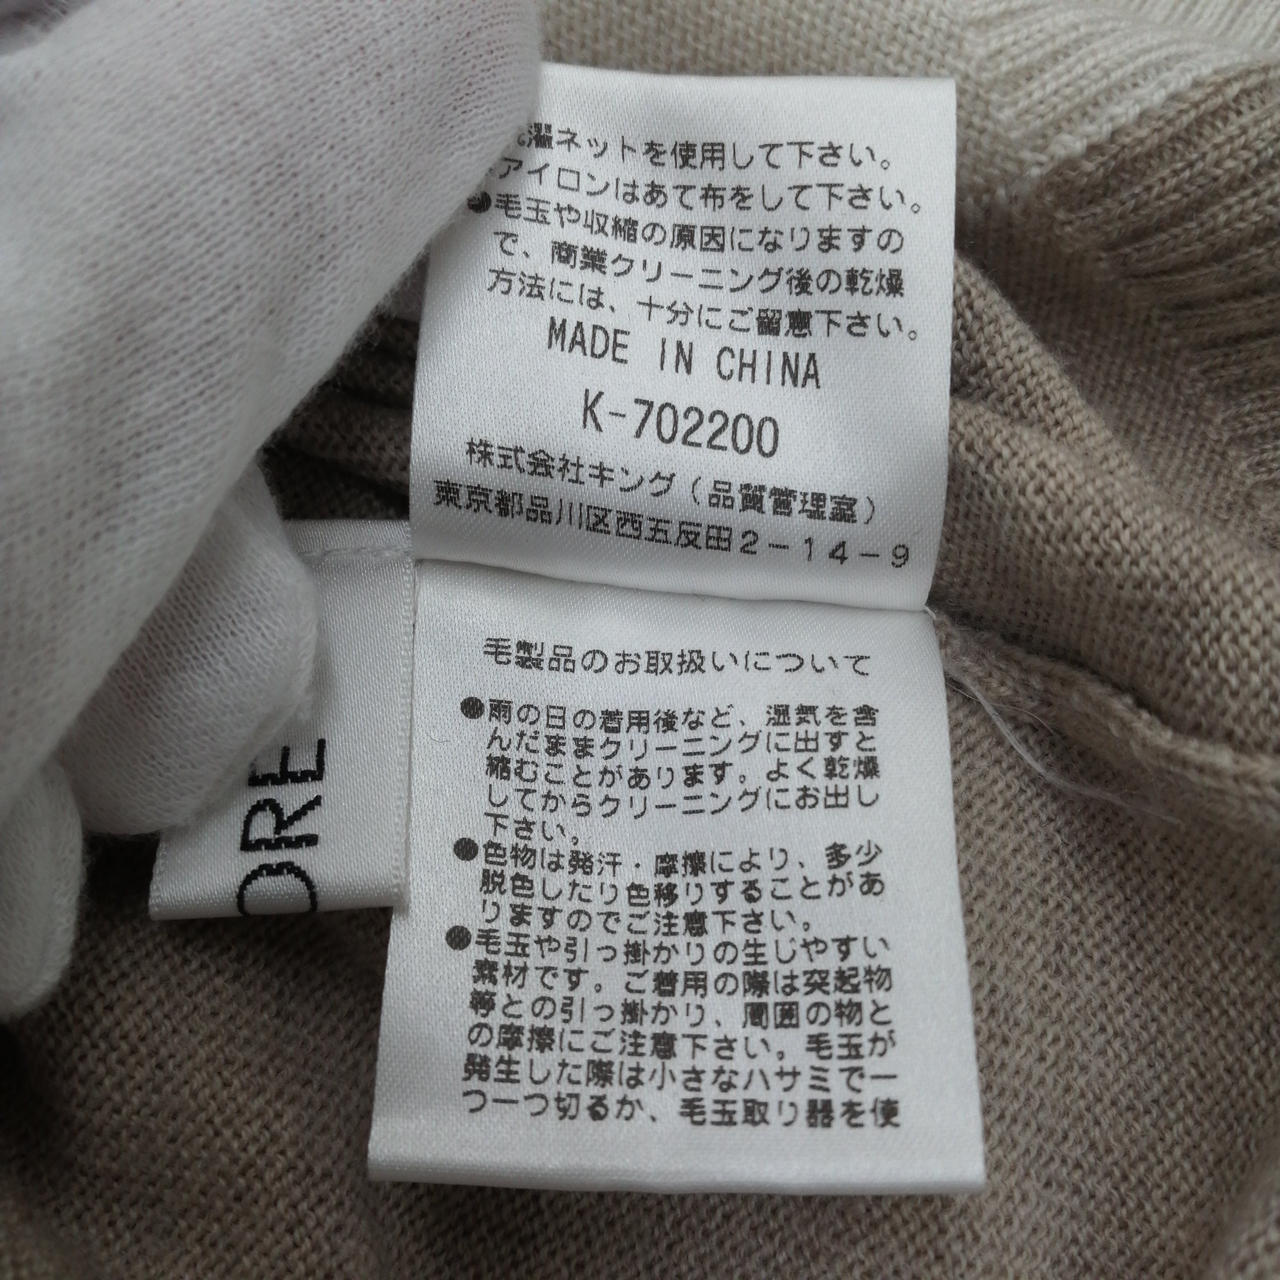 濯ネットを使用して下さい。
アイロンはあて布をして下さい。
●毛玉や収縮の原因になりますの
で、商業クリーニング後の乾燥
方法には、十分にご留意下さい。
MADE IN CHINA
K-702200
株式会社キング(品質管理室)
東京都品川区西五反田2-14-9
毛製品のお取扱いについて
●雨の日の着用後など、湿気を含
んだままクリーニングに出すと
縮むことがあります。よく乾燥
してからクリーニングにお出し
下さい。
●色物は発汗・摩擦により、多少
脱色したり色移りすることがあ
りますのでご注意下さい。
●毛玉や引っ掛かりの生じやすい
素材です。ご着用の際は突起物
等との引っ掛かり、周囲の物と
の摩擦にご注意下さい。毛玉が
発生した際は小さなハサミで一
つ一つ切るか、毛玉取り器を使
ORE